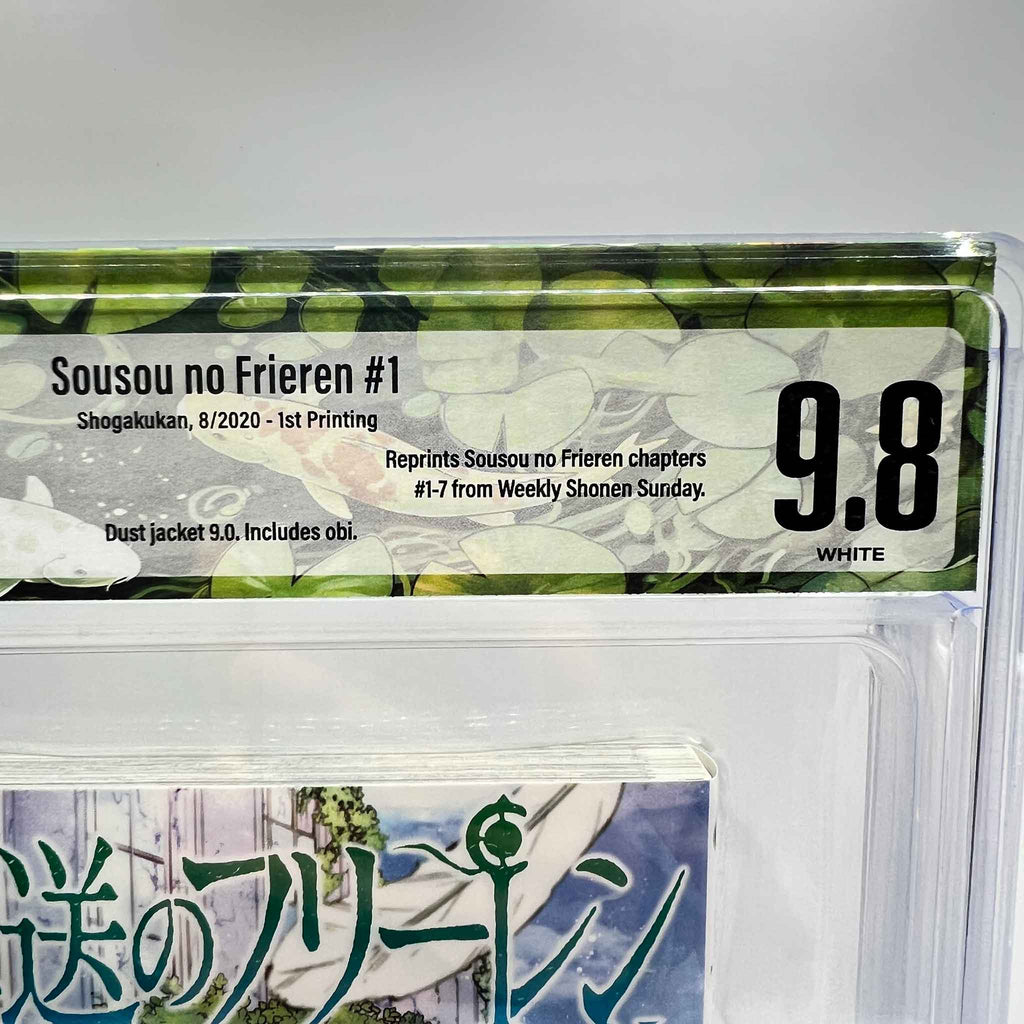 Sousou no Frieren #1
Shogakukan, 8/2020 - 1st Printing
Reprints Sousou no Frieren chapters
#1-7 from Weekly Shonen Sunday.
Dust jacket 9.0. Includes obi.
9.8
WHITE
送のフリーレン